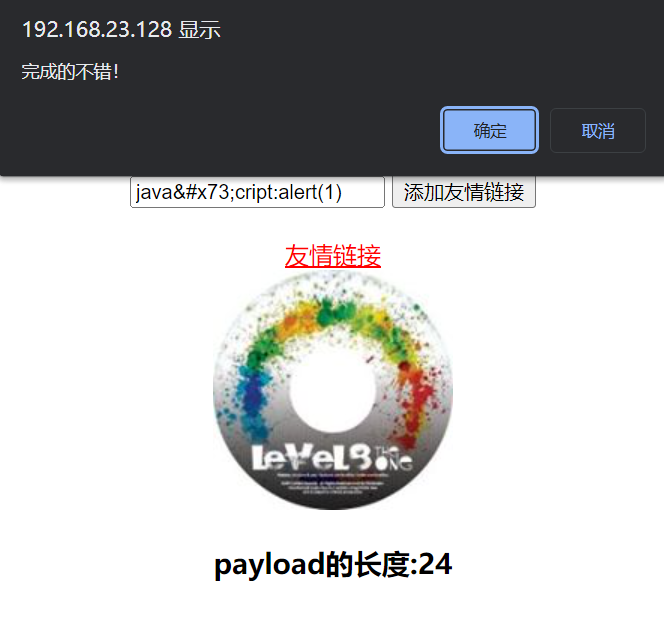 192.168.23.128 显示
完成的不错!
确定 取消
java&#x73;cript:alert(1) 添加友情链接
友情链接
LeVeL8 THE SONG
payload的长度:24